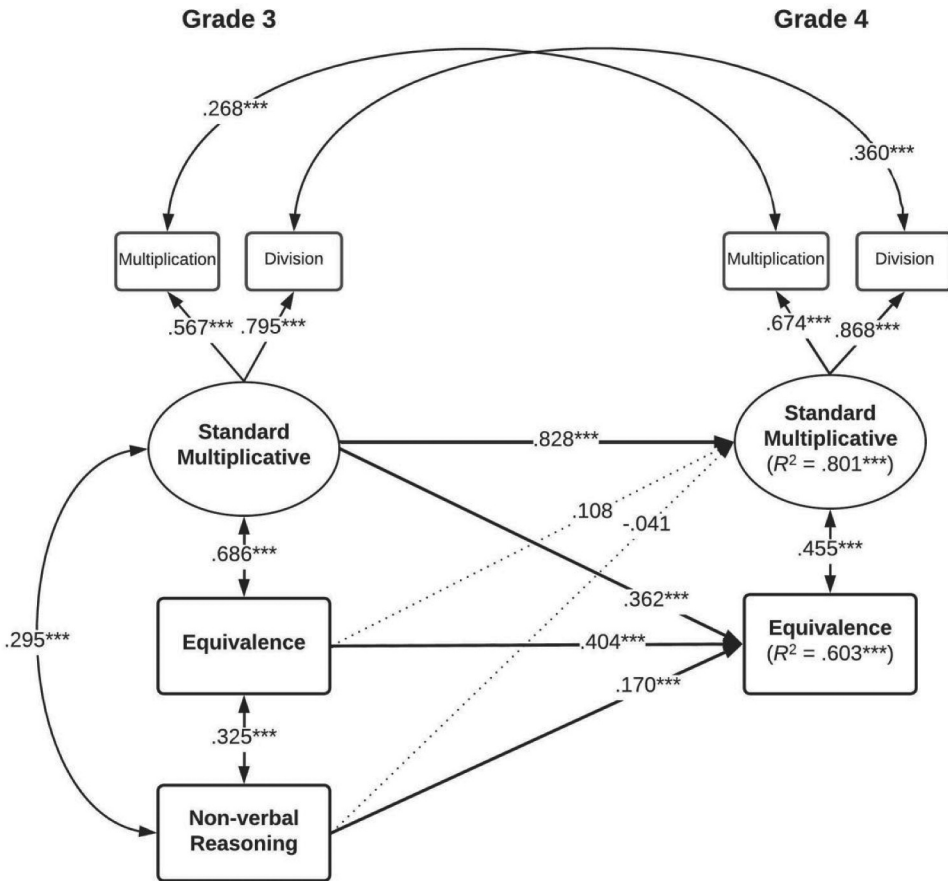 Grade 3
Grade 4
.268***
.360***
Multiplication
Division
Multiplication
Division
.567***
.795***
.674***
.868***
Standard
Multiplicative
.828***
Standard
Multiplicative
(R² = .801***)
.108
-.041
.686***
.455***
.362***
.295***
Equivalence
.404***
Equivalence
(R² = .603***)
.170***
.325***
Non-verbal
Reasoning